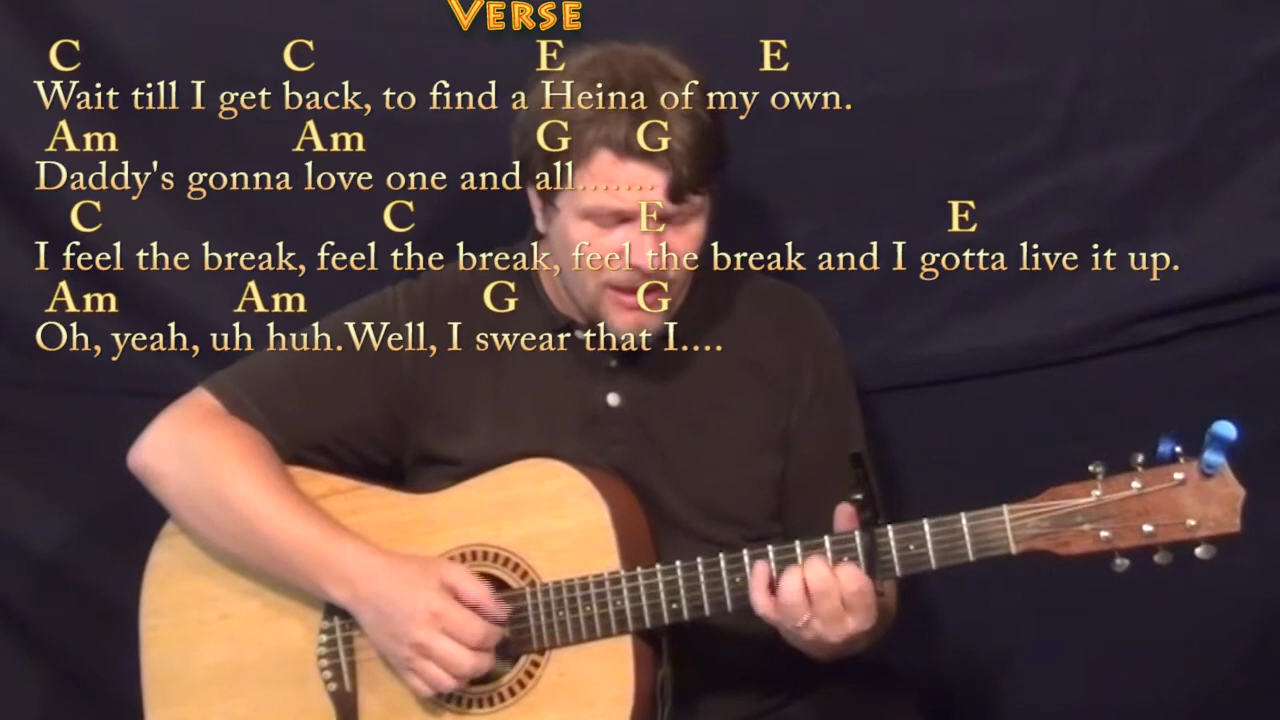 VERSE
C C E E
Wait till I get back, to find a Heina of my own.
Am Am G G
Daddy's gonna love one and all.......
C C E E
I feel the break, feel the break, feel the break and I gotta live it up.
Am Am G G
Oh, yeah, uh huh.Well, I swear that I....